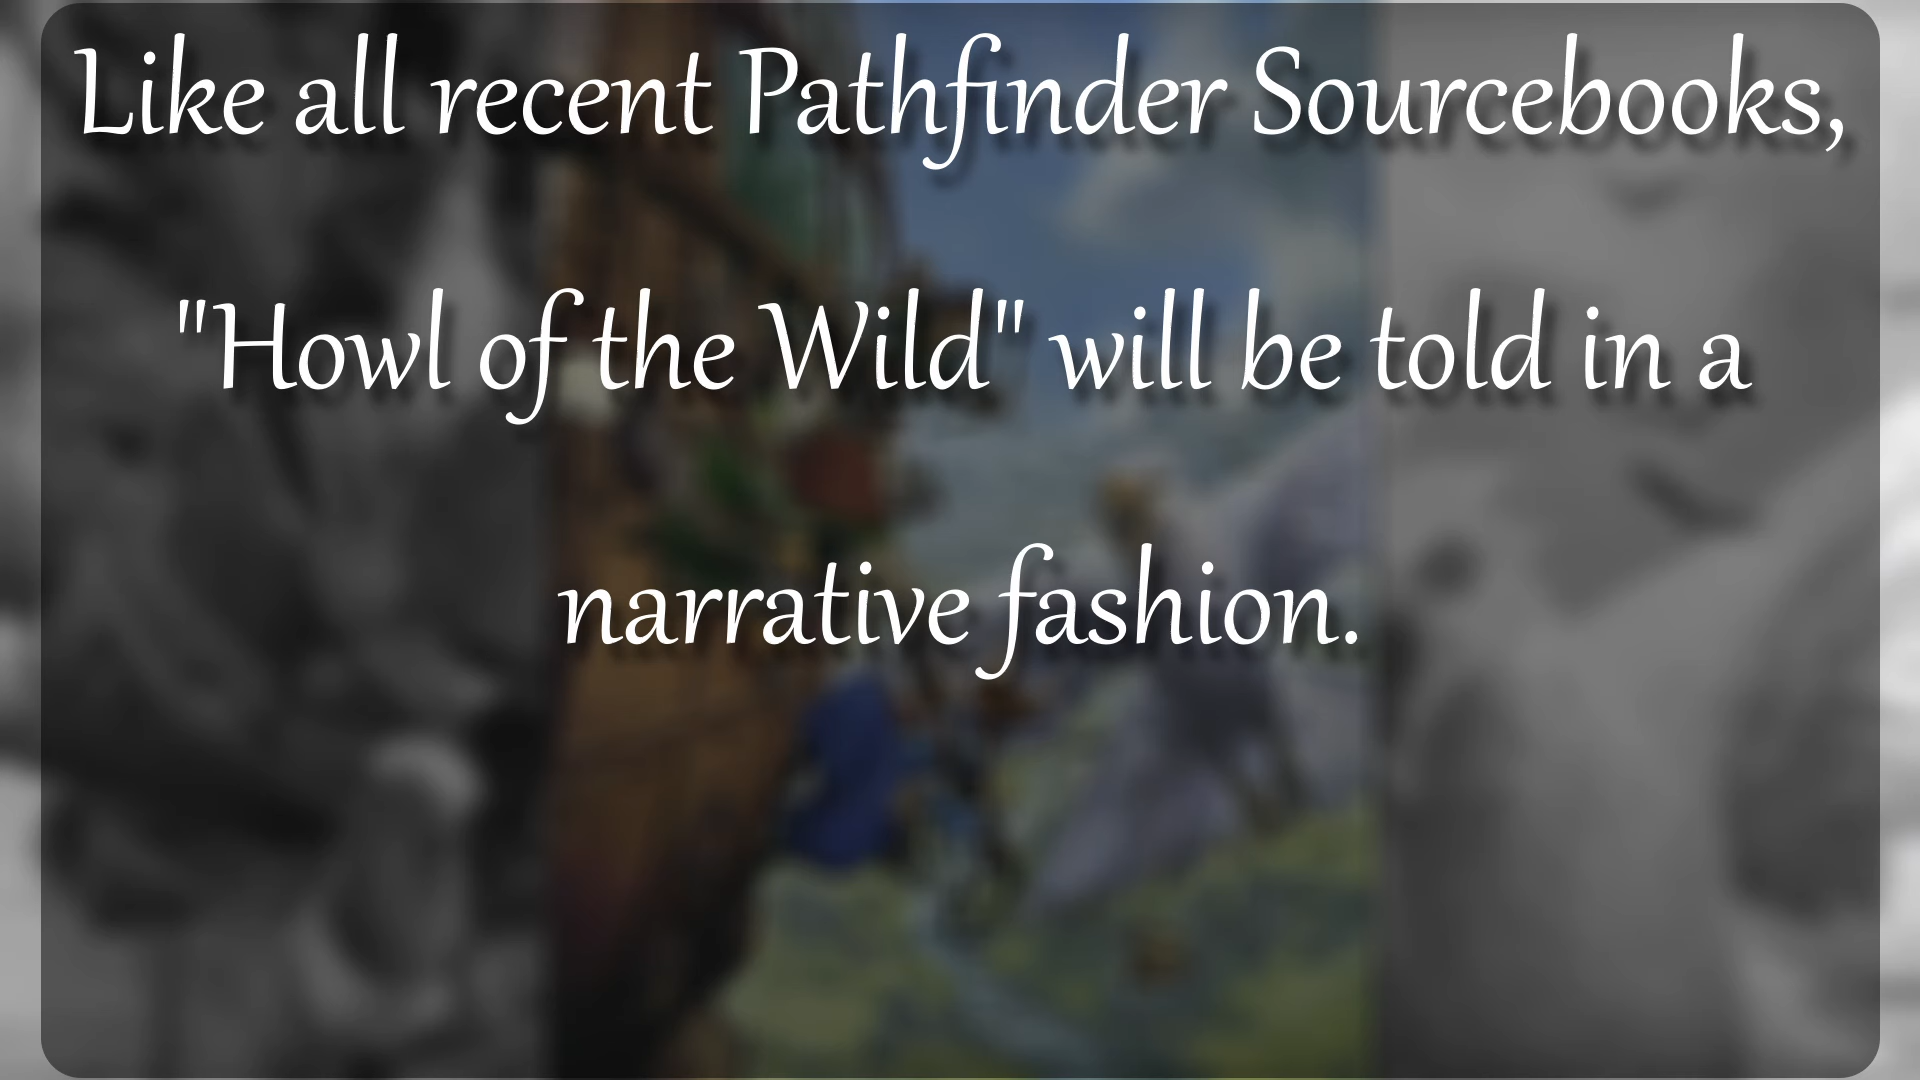 Like all recent Pathfinder Sourcebooks,
"Howl of the Wild" will be told in a
narrative fashion.